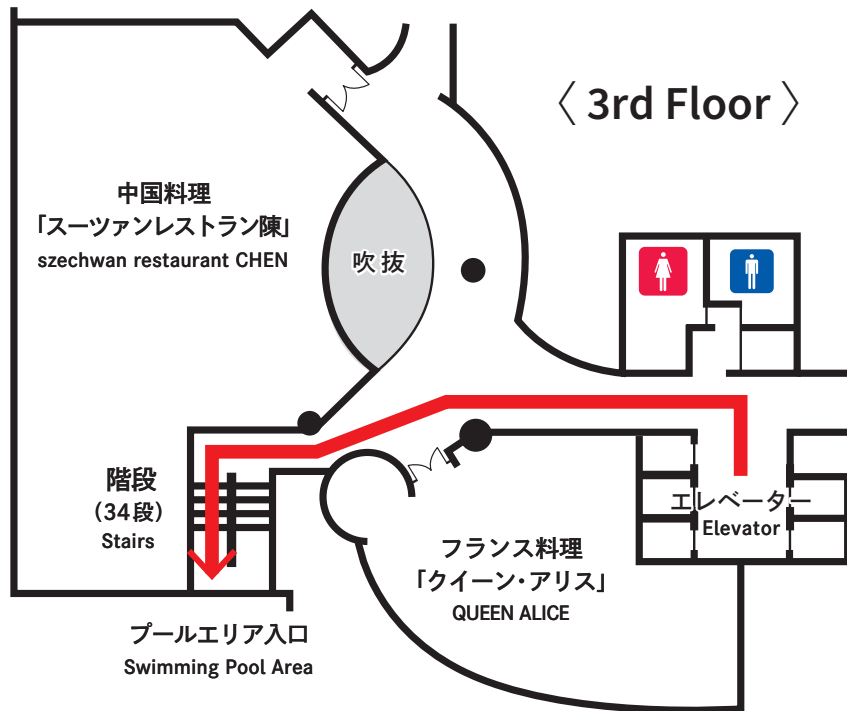 〈 3rd Floor 〉
中国料理
「スーツァンレストラン陳」
szechwan restaurant CHEN
吹抜
階段
（34段）
Stairs
エレベーター
Elevator
フランス料理
「クイーン・アリス」
QUEEN ALICE
プールエリア入口
Swimming Pool Area